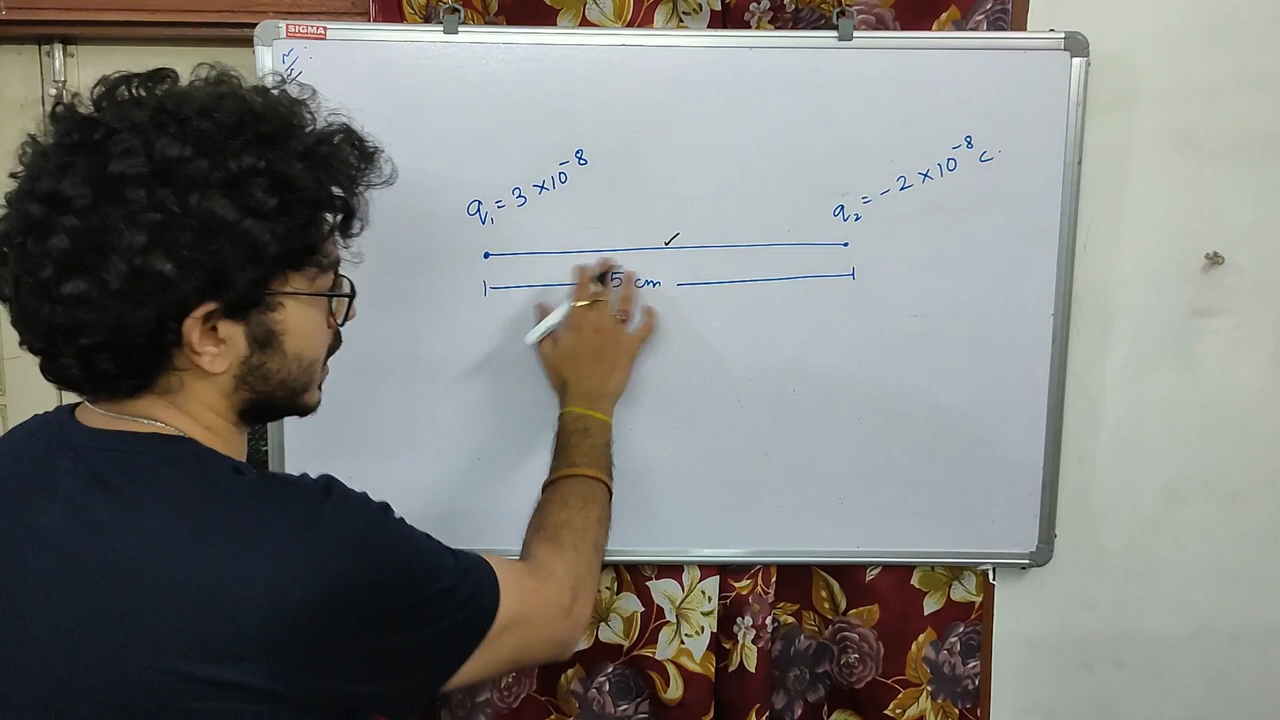 SIGMA
q₁ = 3 ×10⁻⁸
q₂ = - 2 × 10⁻⁸ c.
5 cm